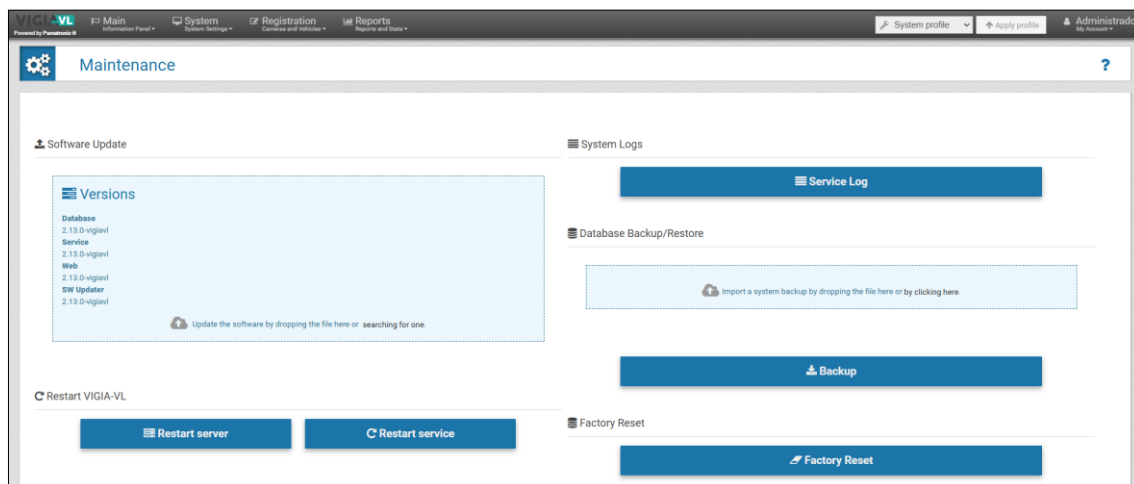 VIGIA-VL
Powered by Pumatronix ®
Main
Information Panel
System
System Settings
Registration
Cameras and Vehicles
Reports
Reports and Stats
System profile
Apply profile
Administrado
My Account
Maintenance
?
Software Update
Versions
Database
2.13.0-vigiavl
Service
2.13.0-vigiavl
Web
2.13.0-vigiavl
SW Updater
2.13.0-vigiavl
Update the software by dropping the file here or searching for one.
Restart VIGIA-VL
Restart server
Restart service
System Logs
Service Log
Database Backup/Restore
Import a system backup by dropping the file here or by clicking here.
Backup
Factory Reset
Factory Reset